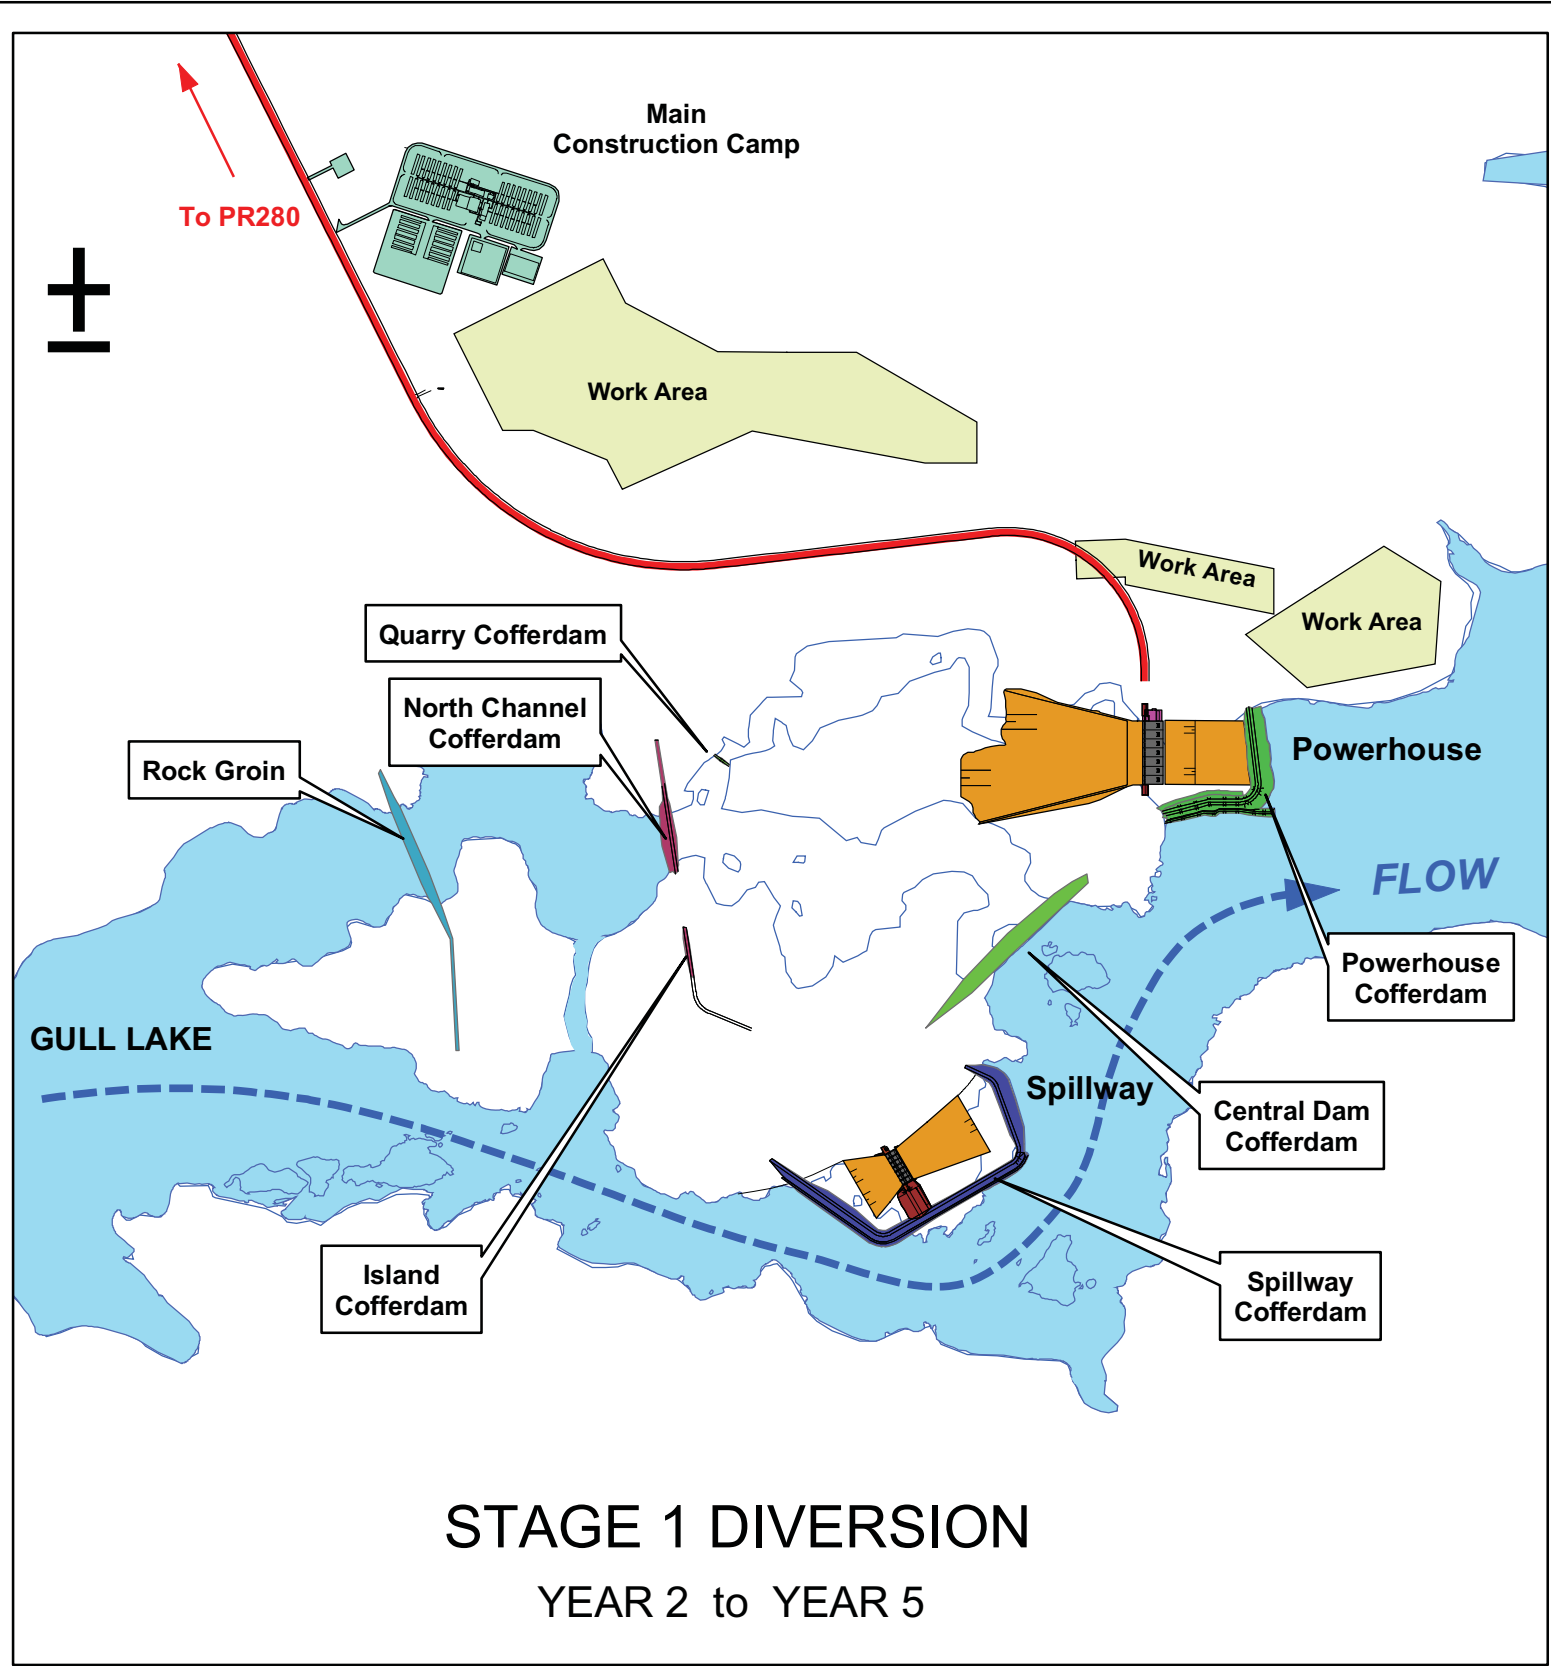 Main
Construction Camp
To PR280
Work Area
Work Area
Work Area
Quarry Cofferdam
North Channel
Cofferdam
Rock Groin
Powerhouse
FLOW
Powerhouse
Cofferdam
GULL LAKE
Spillway
Central Dam
Cofferdam
Island
Cofferdam
Spillway
Cofferdam
STAGE 1 DIVERSION
YEAR 2 to YEAR 5